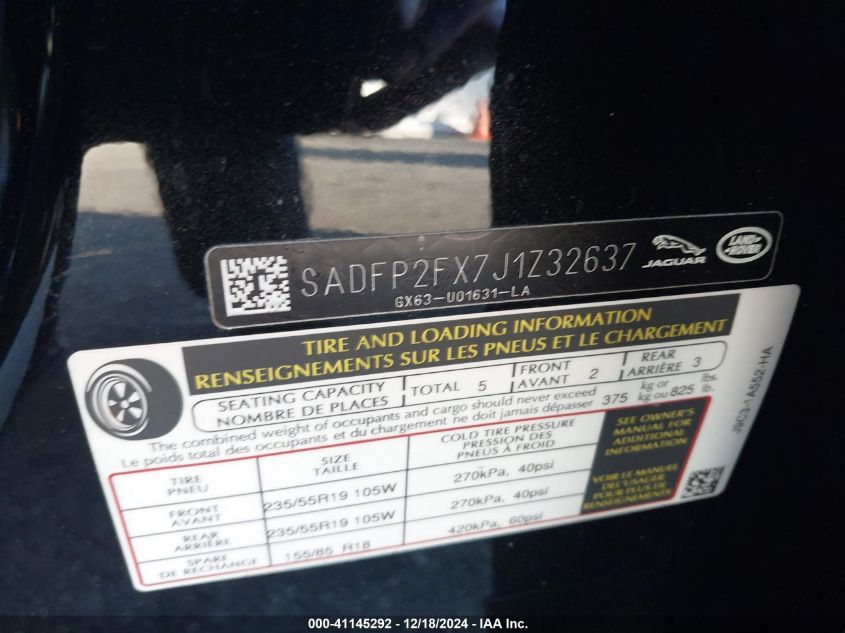 SADFP2FX7J1Z32637
GX63-U01631-LA
JAGUAR
LAND
ROVER
TIRE AND LOADING INFORMATION
RENSEIGNEMENTS SUR LES PNEUS ET LE CHARGEMENT
SEATING CAPACITY
NOMBRE DE PLACES
TOTAL 5
FRONT
AVANT 2
REAR
ARRIÈRE 3
The combined weight of occupants and cargo should never exceed
Le poids total des occupants et du chargement ne doit jamais dépasser
375 kg or
kg ou 825 lbs.
lb.
TIRE
PNEU
SIZE
TAILLE
COLD TIRE PRESSURE
PRESSION DES
PNEUS À FROID
FRONT
AVANT
235/55R19 105W
270kPa, 40psi
REAR
ARRIÈRE
235/55R19 105W
270kPa, 40psi
SPARE
DE RECHANGE
155/85 R18
420kPa, 60psi
SEE OWNER'S
MANUAL FOR
ADDITIONAL
INFORMATION
VOIR LE MANUEL
DE L'USAGER
POUR PLUS DE
RENSEIGNEMENTS
J9C3-1A552-HA
000-41145292 - 12/18/2024 - IAA Inc.